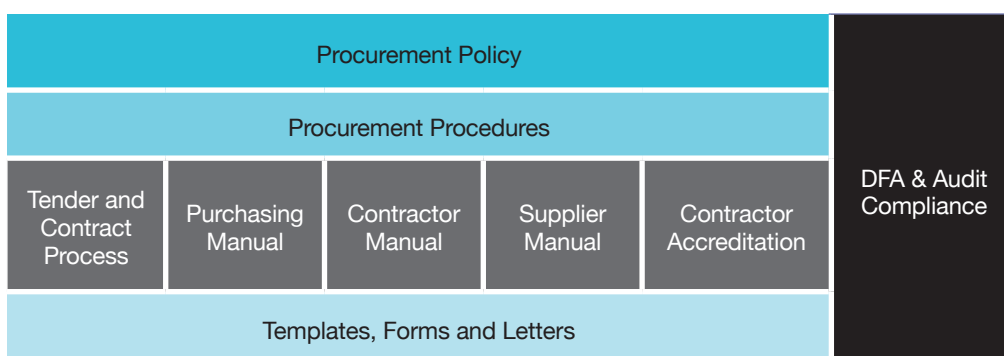 Procurement Policy
Procurement Procedures
Tender and
Contract
Process
Purchasing
Manual
Contractor
Manual
Supplier
Manual
Contractor
Accreditation
Templates, Forms and Letters
DFA & Audit
Compliance